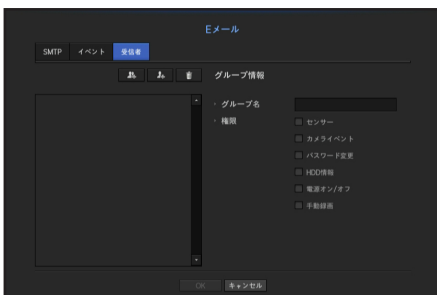 Eメール
SMTP イベント 受信者
グループ情報
グループ名
権限
センサー
カメライベント
パスワード変更
HDD情報
電源オン/オフ
手動録画
OK キャンセル